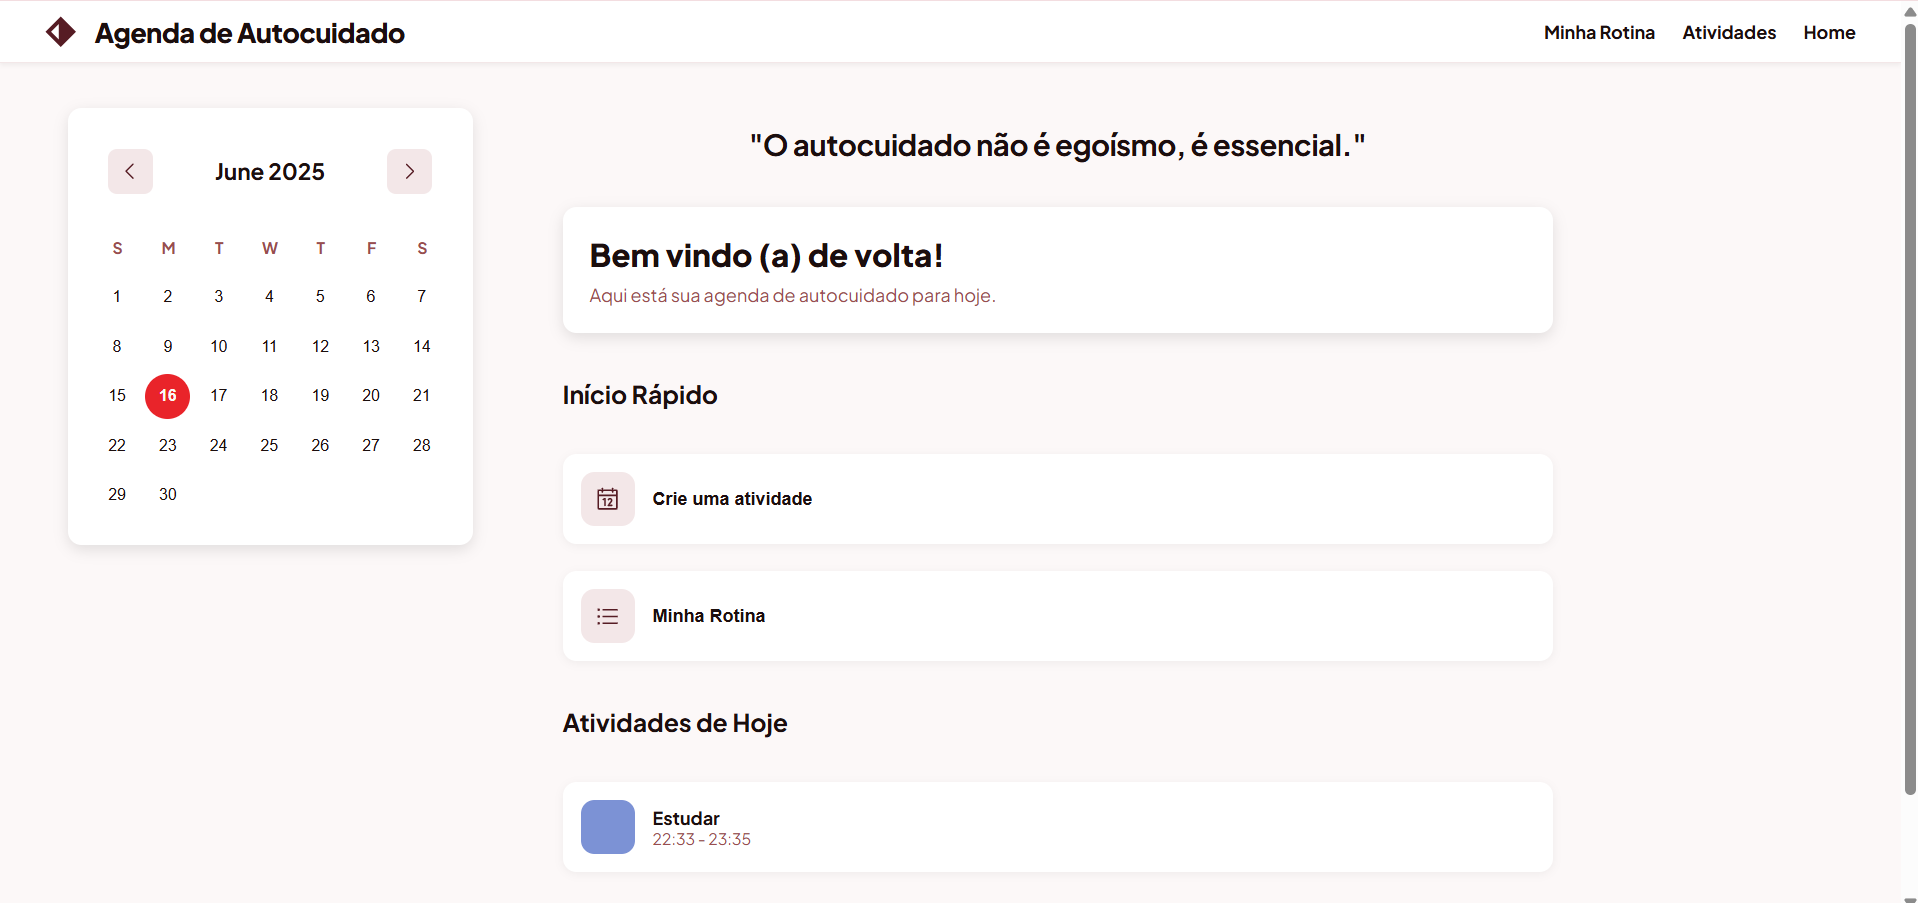 Agenda de Autocuidado
Minha Rotina
Atividades
Home
June 2025
S M T W T F S
1 2 3 4 5 6 7
8 9 10 11 12 13 14
15 16 17 18 19 20 21
22 23 24 25 26 27 28
29 30
"O autocuidado não é egoísmo, é essencial."
Bem vindo (a) de volta!
Aqui está sua agenda de autocuidado para hoje.
Início Rápido
12
Crie uma atividade
Minha Rotina
Atividades de Hoje
Estudar
22:33 - 23:35